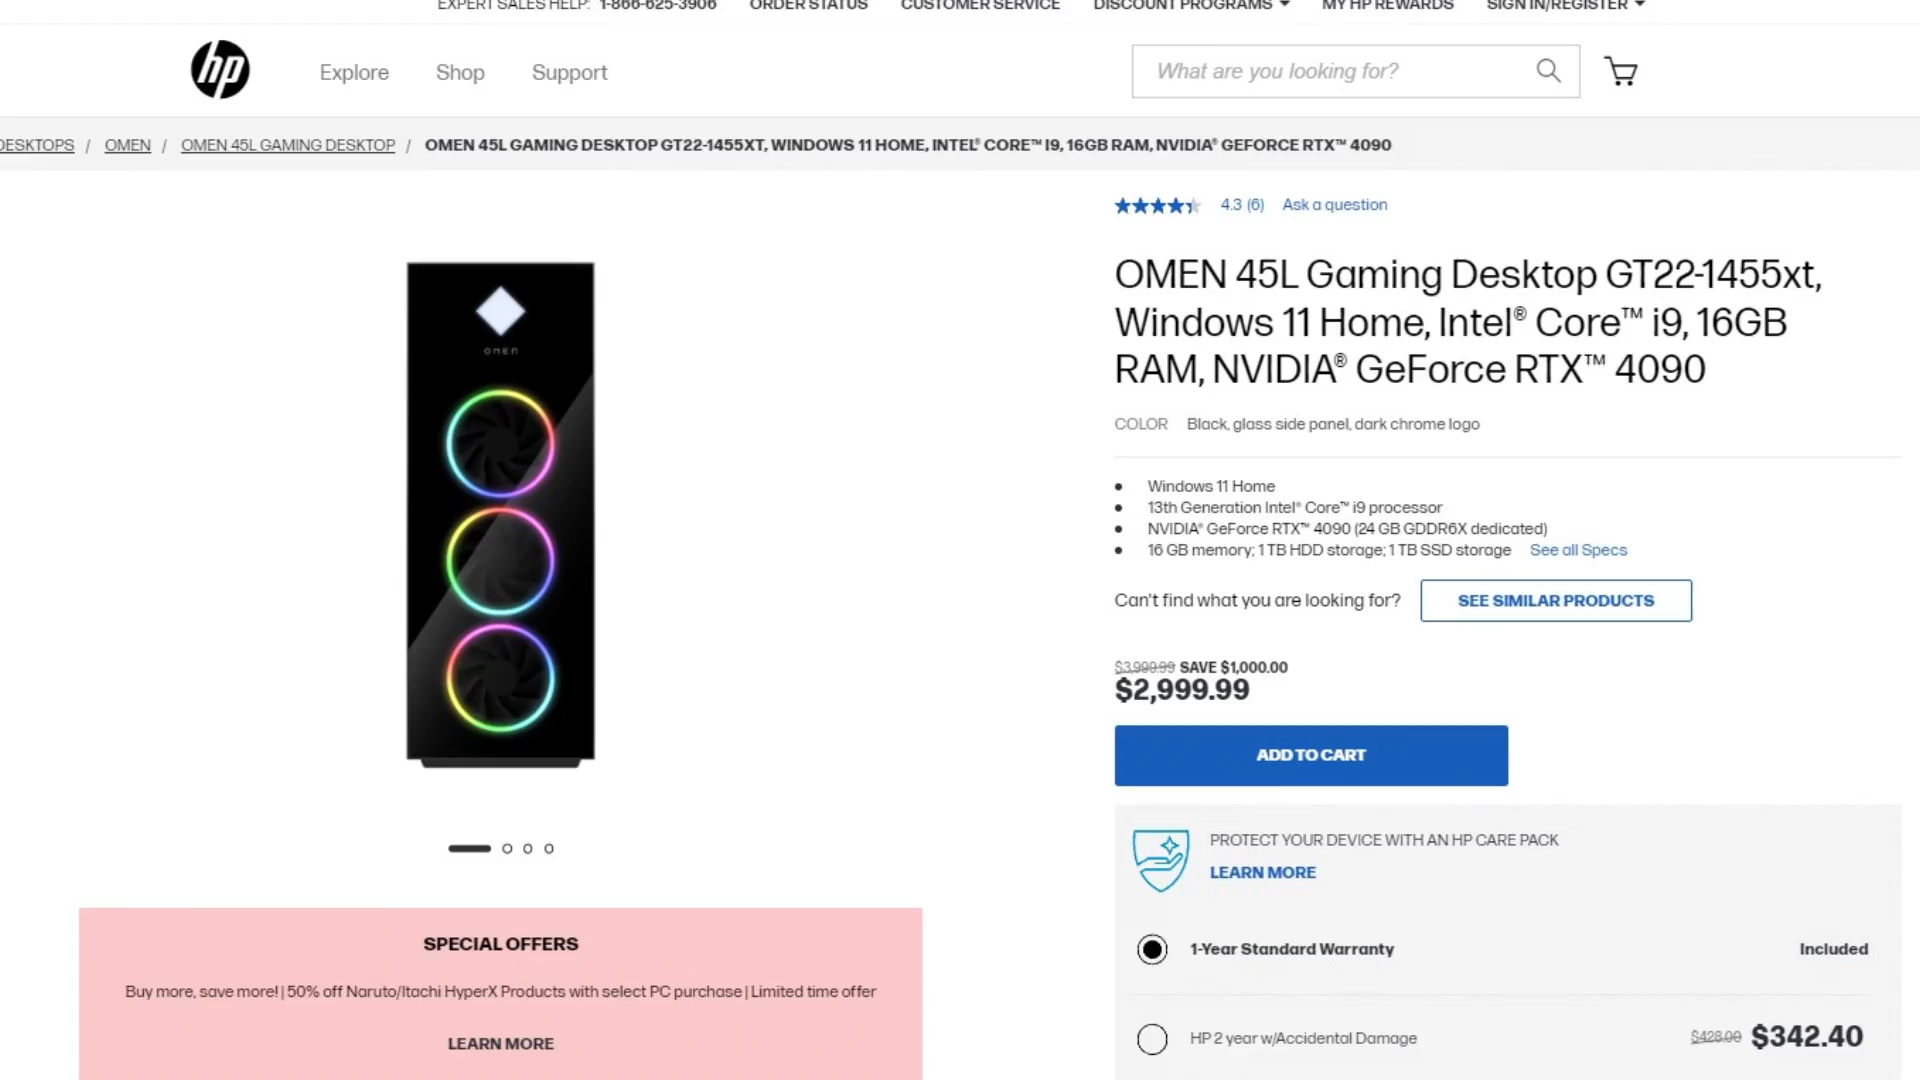 EXPERT SALES HELP: 1-866-625-3906 ORDER STATUS CUSTOMER SERVICE DISCOUNT PROGRAMS MY HP REWARDS SIGN IN/REGISTER
hp Explore Shop Support What are you looking for?
DESKTOPS / OMEN / OMEN 45L GAMING DESKTOP / OMEN 45L GAMING DESKTOP GT22-1455XT, WINDOWS 11 HOME, INTEL® CORE™ I9, 16GB RAM, NVIDIA® GEFORCE RTX™ 4090
4.3 (6) Ask a question
OMEN 45L Gaming Desktop GT22-1455xt,
Windows 11 Home, Intel® Core™ i9, 16GB
RAM, NVIDIA® GeForce RTX™ 4090
COLOR Black, glass side panel, dark chrome logo
• Windows 11 Home
• 13th Generation Intel® Core™ i9 processor
• NVIDIA® GeForce RTX™ 4090 (24 GB GDDR6X dedicated)
• 16 GB memory; 1 TB HDD storage; 1 TB SSD storage See all Specs
Can't find what you are looking for? SEE SIMILAR PRODUCTS
$3,999.99 SAVE $1,000.00
$2,999.99
ADD TO CART
PROTECT YOUR DEVICE WITH AN HP CARE PACK
LEARN MORE
1-Year Standard Warranty Included
HP 2 year w/Accidental Damage $428.00 $342.40
OMEN
SPECIAL OFFERS
Buy more, save more! | 50% off Naruto/Itachi HyperX Products with select PC purchase | Limited time offer
LEARN MORE